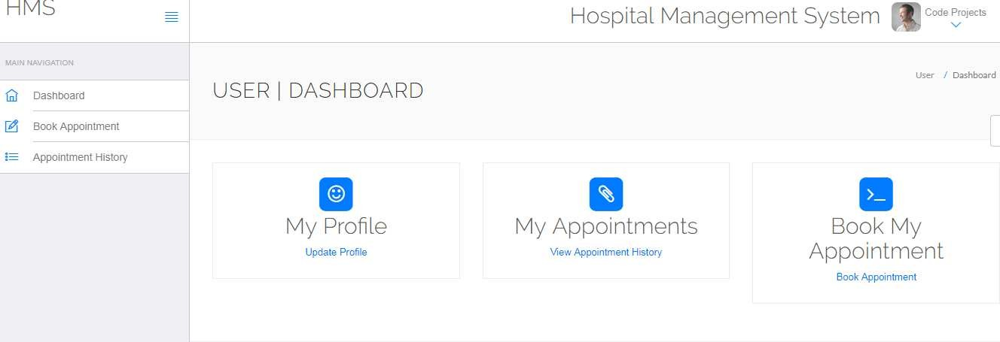 HMS
Hospital Management System
Code Projects
MAIN NAVIGATION
Dashboard
Book Appointment
Appointment History
USER | DASHBOARD
User / Dashboard
My Profile
Update Profile
My Appointments
View Appointment History
Book My
Appointment
Book Appointment